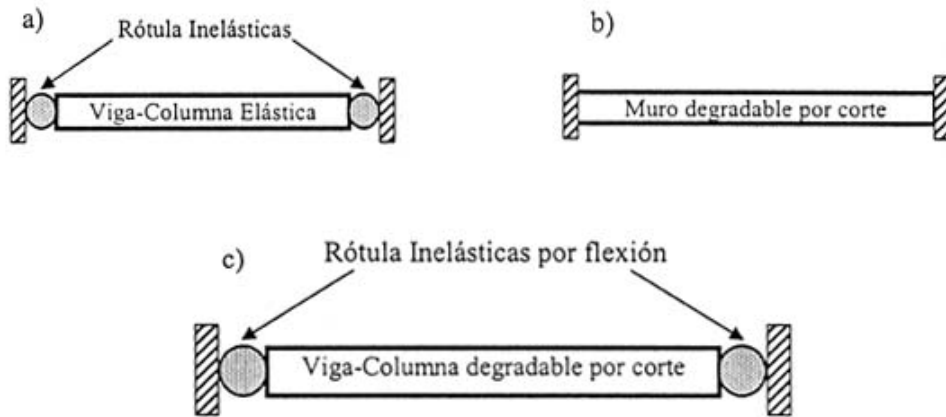 a)
Rótula Inelásticas
Viga-Columna Elástica
b)
Muro degradable por corte
c)
Rótula Inelásticas por flexión
Viga-Columna degradable por corte